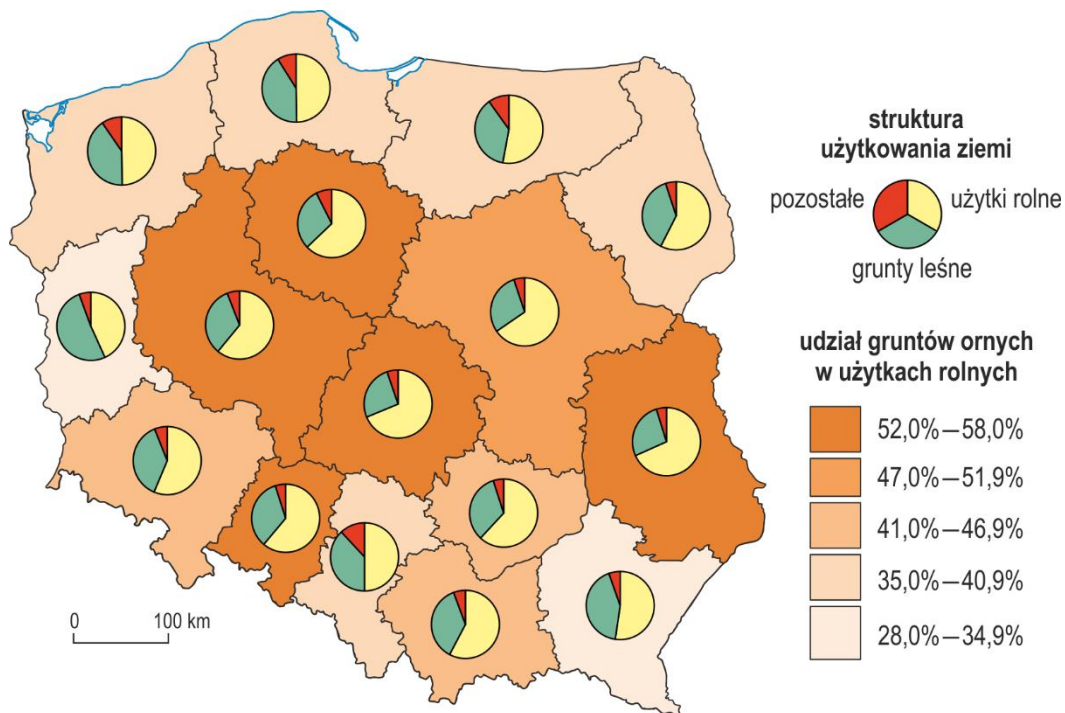 struktura
użytkowania ziemi
pozostałe
użytki rolne
grunty leśne
udział gruntów ornych
w użytkach rolnych
52,0%—58,0%
47,0%—51,9%
41,0%—46,9%
35,0%—40,9%
28,0%—34,9%
0 100 km